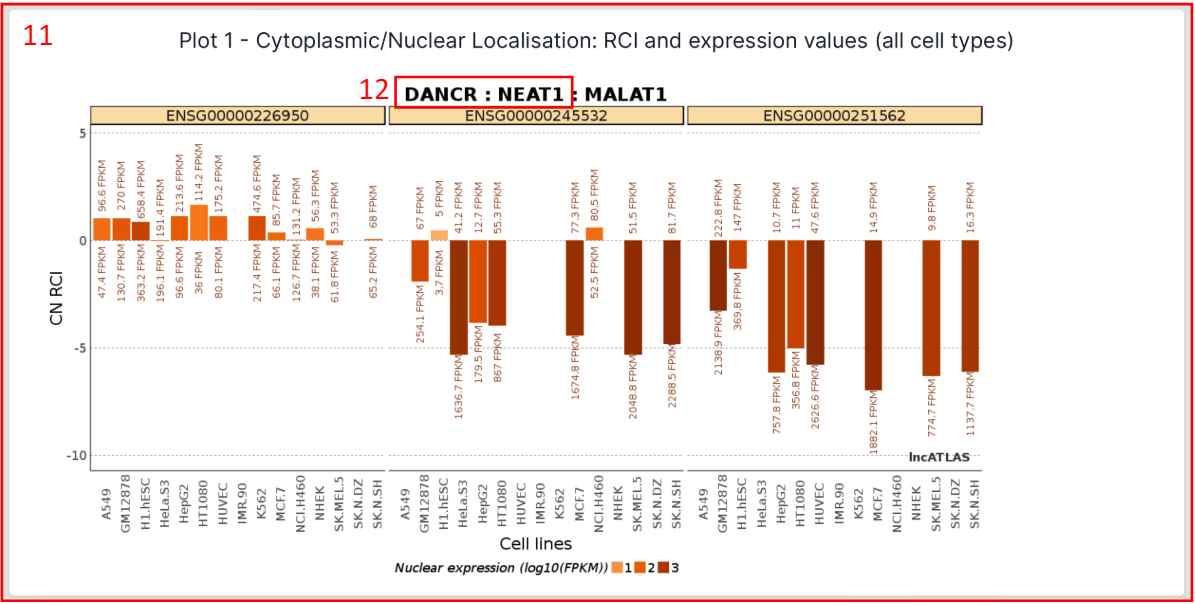 11
Plot 1 - Cytoplasmic/Nuclear Localisation: RCI and expression values (all cell types)
12
DANCR : NEAT1 : MALAT1
ENSG00000226950 ENSG00000245532 ENSG00000251562
5
0
-5
-10
CN RCI
96.6 FPKM
270 FPKM
658.4 FPKM
191.4 FPKM
213.6 FPKM
114.2 FPKM
175.2 FPKM
474.6 FPKM
85.7 FPKM
131.2 FPKM
56.3 FPKM
53.3 FPKM
68 FPKM
47.4 FPKM
130.7 FPKM
363.2 FPKM
196.1 FPKM
96.6 FPKM
36 FPKM
80.1 FPKM
217.4 FPKM
66.1 FPKM
126.7 FPKM
38.1 FPKM
61.8 FPKM
65.2 FPKM
67 FPKM
5 FPKM
41.2 FPKM
12.7 FPKM
55.3 FPKM
77.3 FPKM
80.5 FPKM
51.5 FPKM
81.7 FPKM
254.1 FPKM
3.7 FPKM
1636.7 FPKM
179.5 FPKM
867 FPKM
1674.8 FPKM
52.5 FPKM
2048.8 FPKM
2288.5 FPKM
222.8 FPKM
147 FPKM
10.7 FPKM
11 FPKM
47.6 FPKM
14.9 FPKM
9.8 FPKM
16.3 FPKM
2138.9 FPKM
369.8 FPKM
757.8 FPKM
356.8 FPKM
2626.6 FPKM
1882.1 FPKM
774.7 FPKM
1137.7 FPKM
lncATLAS
A549
GM12878
H1.hESC
HeLa.S3
HepG2
HT1080
HUVEC
IMR.90
K562
MCF.7
NCI.H460
NHEK
SK.MEL.5
SK.N.DZ
SK.N.SH
A549
GM12878
H1.hESC
HeLa.S3
HepG2
HT1080
HUVEC
IMR.90
K562
MCF.7
NCI.H460
NHEK
SK.MEL.5
SK.N.DZ
SK.N.SH
A549
GM12878
H1.hESC
HeLa.S3
HepG2
HT1080
HUVEC
IMR.90
K562
MCF.7
NCI.H460
NHEK
SK.MEL.5
SK.N.DZ
SK.N.SH
Cell lines
Nuclear expression (log10(FPKM)) 1 2 3